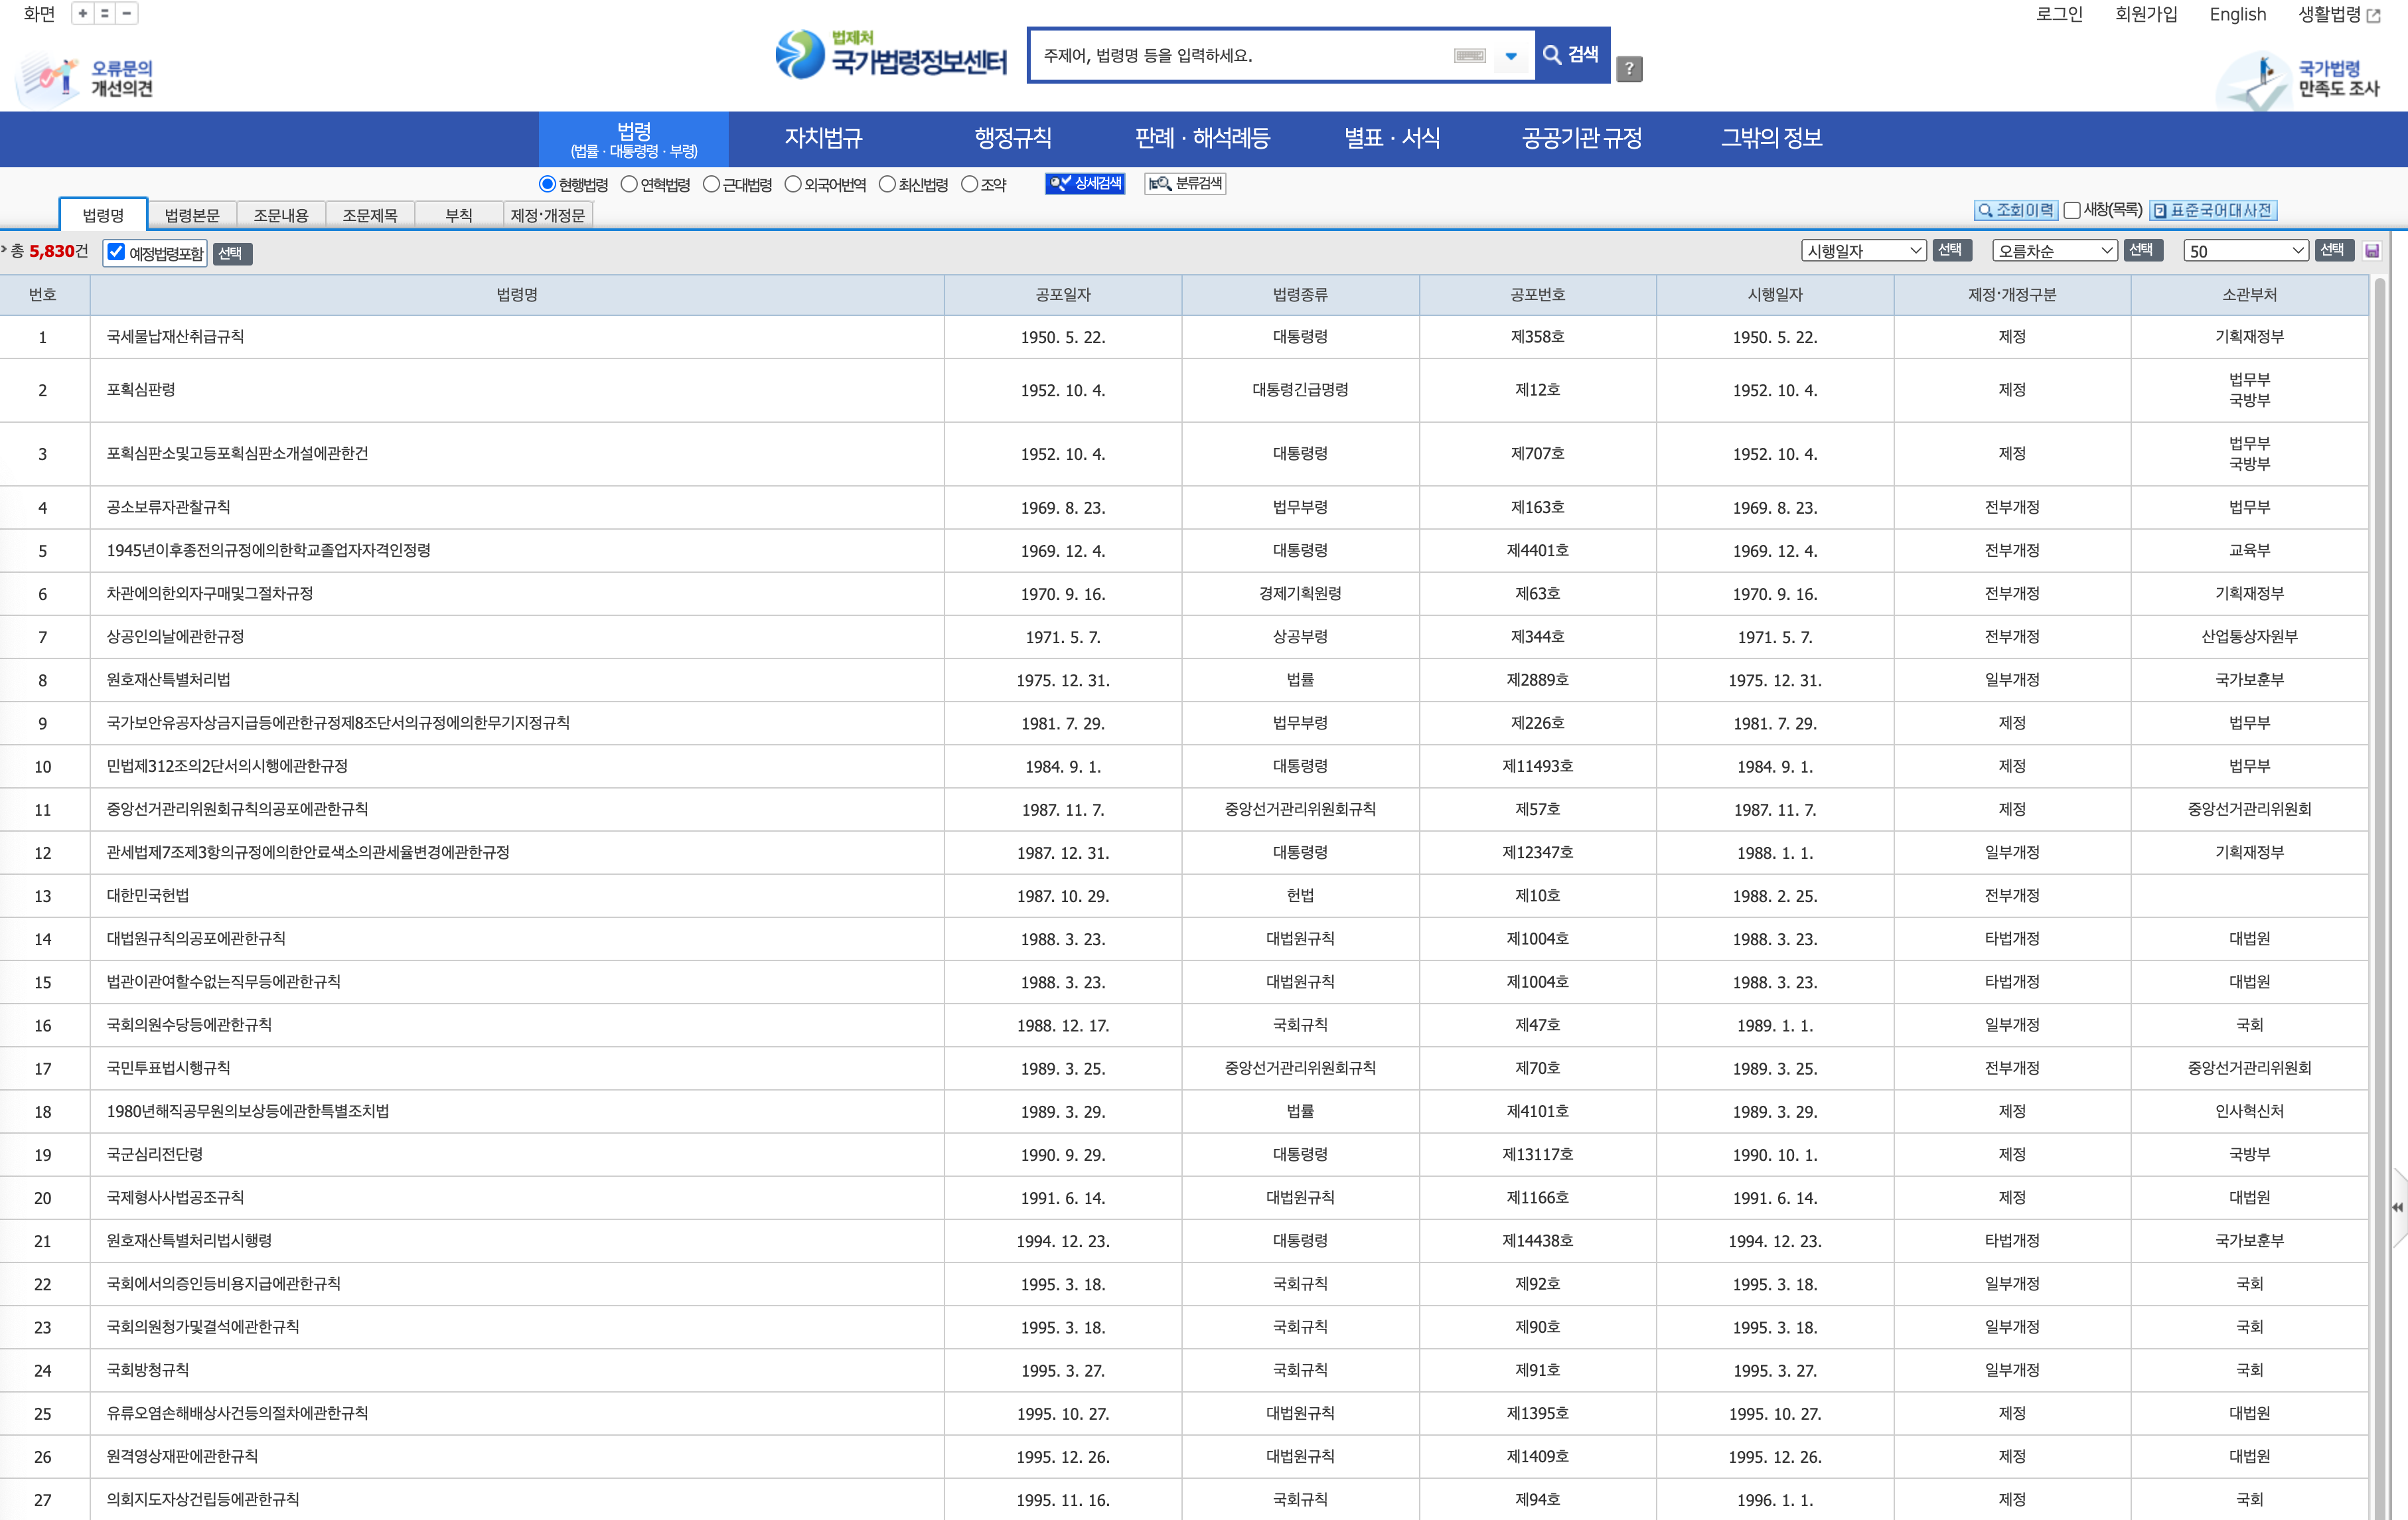 화면 + = -
로그인 회원가입 English 생활법령
오류문의
개선의견
법제처
국가법령정보센터
주제어, 법령명 등을 입력하세요.
검색
?
국가법령
만족도 조사
법령
(법률 · 대통령령 · 부령)
자치법규 행정규칙 판례 · 해석례등 별표 · 서식 공공기관 규정 그밖의 정보
현행법령 연혁법령 근대법령 외국어번역 최신법령 조약 상세검색 분류검색
법령명 법령본문 조문내용 조문제목 부칙 제정·개정문
조회이력 새창(목록) 표준국어대사전
총 5,830건 예정법령포함 선택 시행일자 선택 오름차순 선택 50 선택
번호 법령명 공포일자 법령종류 공포번호 시행일자 제정·개정구분 소관부처
1 국세물납재산취급규칙 1950. 5. 22. 대통령령 제358호 1950. 5. 22. 제정 기획재정부
2 포획심판령 1952. 10. 4. 대통령긴급명령 제12호 1952. 10. 4. 제정 법무부
국방부
3 포획심판소및고등포획심판소개설에관한건 1952. 10. 4. 대통령령 제707호 1952. 10. 4. 제정 법무부
국방부
4 공소보류자관찰규칙 1969. 8. 23. 법무부령 제163호 1969. 8. 23. 전부개정 법무부
5 1945년이후종전의규정에의한학교졸업자자격인정령 1969. 12. 4. 대통령령 제4401호 1969. 12. 4. 전부개정 교육부
6 차관에의한외자구매및그절차규정 1970. 9. 16. 경제기획원령 제63호 1970. 9. 16. 전부개정 기획재정부
7 상공인의날에관한규정 1971. 5. 7. 상공부령 제344호 1971. 5. 7. 전부개정 산업통상자원부
8 원호재산특별처리법 1975. 12. 31. 법률 제2889호 1975. 12. 31. 일부개정 국가보훈부
9 국가보안유공자상금지급등에관한규정제8조단서의규정에의한무기지정규칙 1981. 7. 29. 법무부령 제226호 1981. 7. 29. 제정 법무부
10 민법제312조의2단서의시행에관한규정 1984. 9. 1. 대통령령 제11493호 1984. 9. 1. 제정 법무부
11 중앙선거관리위원회규칙의공포에관한규칙 1987. 11. 7. 중앙선거관리위원회규칙 제57호 1987. 11. 7. 제정 중앙선거관리위원회
12 관세법제7조제3항의규정에의한안료색소의관세율변경에관한규정 1987. 12. 31. 대통령령 제12347호 1988. 1. 1. 일부개정 기획재정부
13 대한민국헌법 1987. 10. 29. 헌법 제10호 1988. 2. 25. 전부개정
14 대법원규칙의공포에관한규칙 1988. 3. 23. 대법원규칙 제1004호 1988. 3. 23. 타법개정 대법원
15 법관이관여할수없는직무등에관한규칙 1988. 3. 23. 대법원규칙 제1004호 1988. 3. 23. 타법개정 대법원
16 국회의원수당등에관한규칙 1988. 12. 17. 국회규칙 제47호 1989. 1. 1. 일부개정 국회
17 국민투표법시행규칙 1989. 3. 25. 중앙선거관리위원회규칙 제70호 1989. 3. 25. 전부개정 중앙선거관리위원회
18 1980년해직공무원의보상등에관한특별조치법 1989. 3. 29. 법률 제4101호 1989. 3. 29. 제정 인사혁신처
19 국군심리전단령 1990. 9. 29. 대통령령 제13117호 1990. 10. 1. 제정 국방부
20 국제형사사법공조규칙 1991. 6. 14. 대법원규칙 제1166호 1991. 6. 14. 제정 대법원
21 원호재산특별처리법시행령 1994. 12. 23. 대통령령 제14438호 1994. 12. 23. 타법개정 국가보훈부
22 국회에서의증인등비용지급에관한규칙 1995. 3. 18. 국회규칙 제92호 1995. 3. 18. 일부개정 국회
23 국회의원청가및결석에관한규칙 1995. 3. 18. 국회규칙 제90호 1995. 3. 18. 일부개정 국회
24 국회방청규칙 1995. 3. 27. 국회규칙 제91호 1995. 3. 27. 일부개정 국회
25 유류오염손해배상사건등의절차에관한규칙 1995. 10. 27. 대법원규칙 제1395호 1995. 10. 27. 제정 대법원
26 원격영상재판에관한규칙 1995. 12. 26. 대법원규칙 제1409호 1995. 12. 26. 제정 대법원
27 의회지도자상건립등에관한규칙 1995. 11. 16. 국회규칙 제94호 1996. 1. 1. 제정 국회